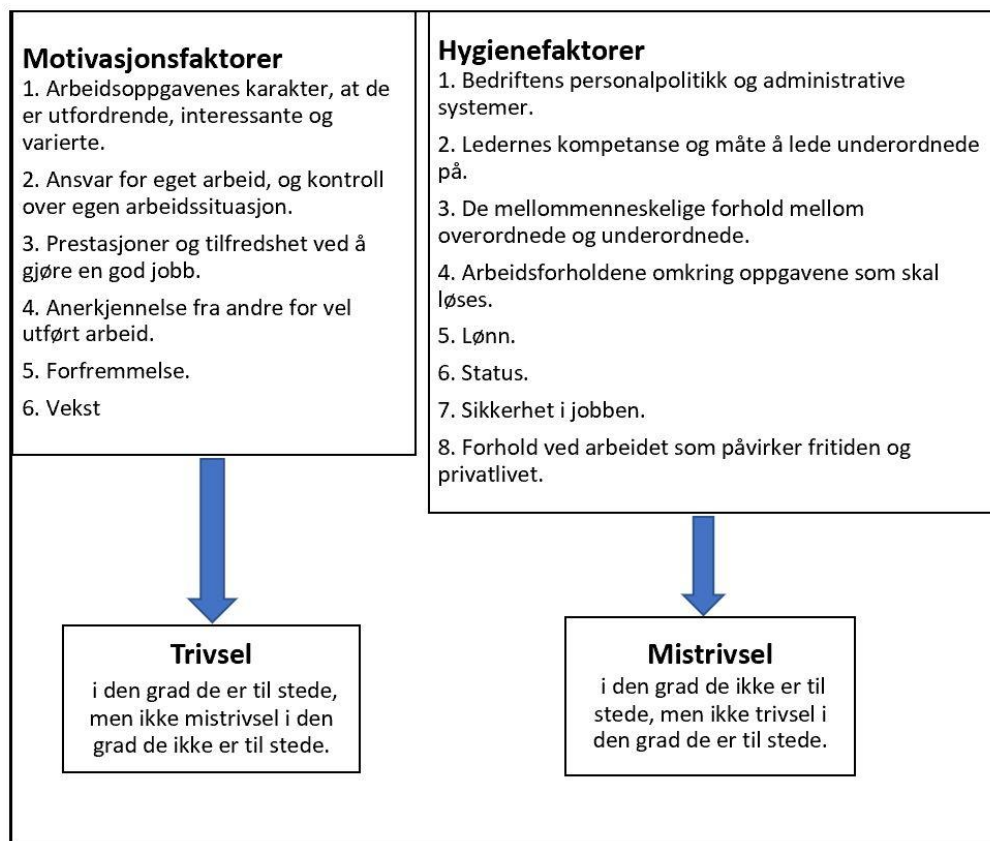 Motivasjonsfaktorer
1. Arbeidsoppgavenes karakter, at de
er utfordrende, interessante og
varierte.
2. Ansvar for eget arbeid, og kontroll
over egen arbeidssituasjon.
3. Prestasjoner og tilfredshet ved å
gjøre en god jobb.
4. Anerkjennelse fra andre for vel
utført arbeid.
5. Forfremmelse.
6. Vekst
Hygienefaktorer
1. Bedriftens personalpolitikk og administrative
systemer.
2. Ledernes kompetanse og måte å lede underordnede
på.
3. De mellommenneskelige forhold mellom
overordnede og underordnede.
4. Arbeidsforholdene omkring oppgavene som skal
løses.
5. Lønn.
6. Status.
7. Sikkerhet i jobben.
8. Forhold ved arbeidet som påvirker fritiden og
privatlivet.
Trivsel
i den grad de er til stede,
men ikke mistrivsel i den
grad de ikke er til stede.
Mistrivsel
i den grad de ikke er til
stede, men ikke trivsel i
den grad de er til stede.